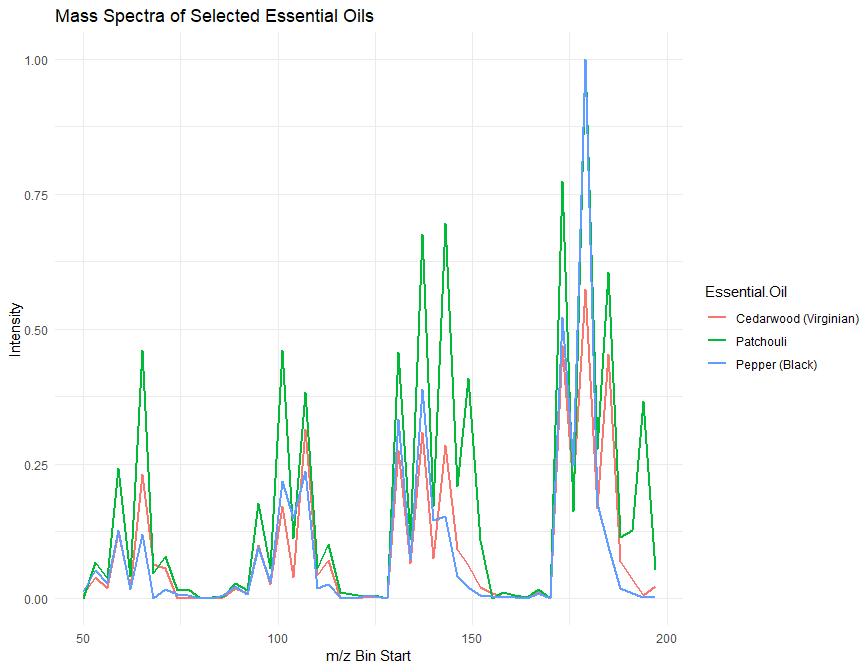 Mass Spectra of Selected Essential Oils
1.00
0.75
0.50
0.25
0.00
Intensity
50
100
150
200
m/z Bin Start
Essential.Oil
Cedarwood (Virginian)
Patchouli
Pepper (Black)